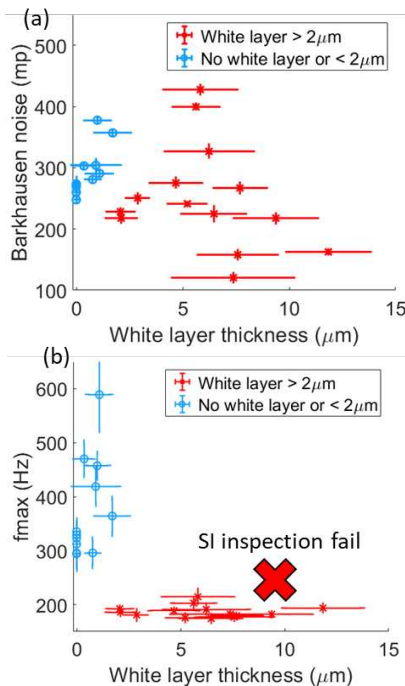 (a)
500
400
300
200
100
Barkhausen noise (mp)
White layer > 2μm
No white layer or < 2μm
0
5
10
15
White layer thickness (μm)
(b)
600
500
400
300
200
fmax (Hz)
White layer > 2μm
No white layer or < 2μm
SI inspection fail
0
5
10
15
White layer thickness (μm)